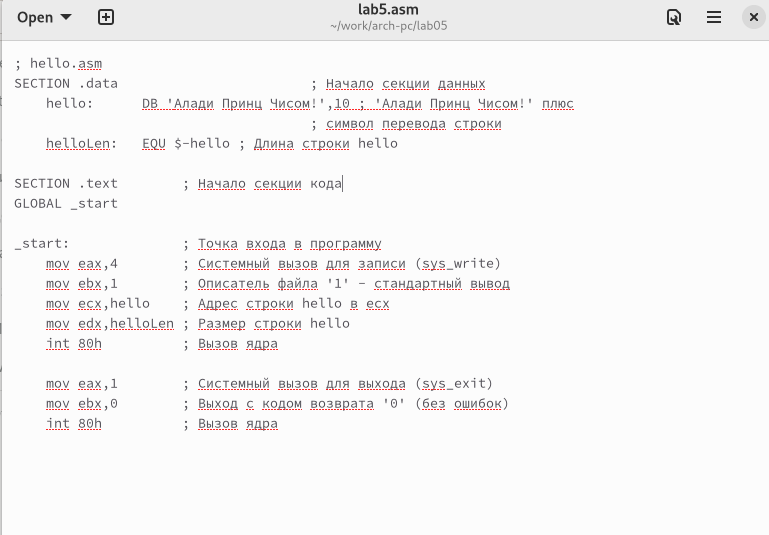 Open
lab5.asm
~/work/arch-pc/lab05
; hello.asm
SECTION .data                        ; Начало секции данных
    hello:      DB 'Алади Принц Чисом!',10 ; 'Алади Принц Чисом!' плюс
                                     ; символ перевода строки
    helloLen:   EQU $-hello ; Длина строки hello
SECTION .text        ; Начало секции кода
GLOBAL _start
_start:              ; Точка входа в программу
    mov eax,4        ; Системный вызов для записи (sys_write)
    mov ebx,1        ; Описатель файла '1' - стандартный вывод
    mov ecx,hello    ; Адрес строки hello в ecx
    mov edx,helloLen ; Размер строки hello
    int 80h          ; Вызов ядра
    mov eax,1        ; Системный вызов для выхода (sys_exit)
    mov ebx,0        ; Выход с кодом возврата '0' (без ошибок)
    int 80h          ; Вызов ядра